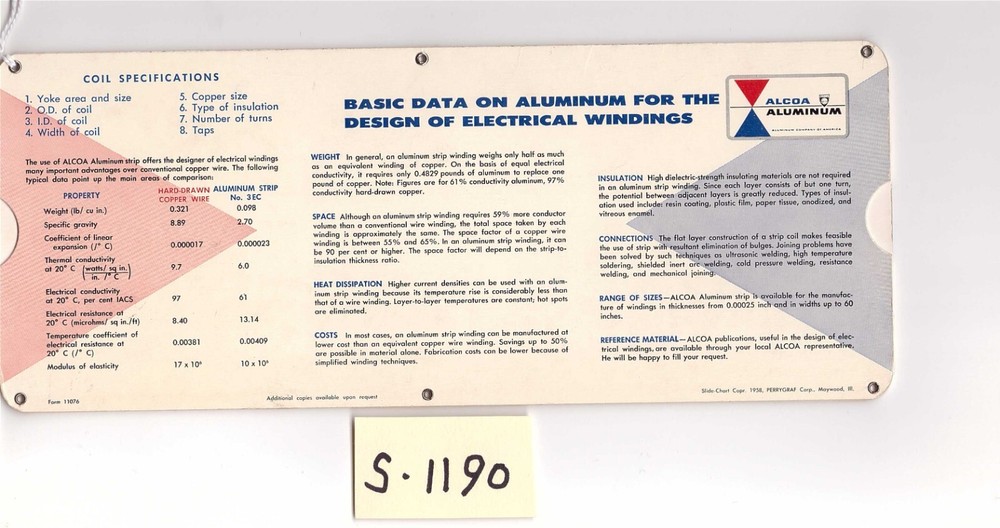 COIL SPECIFICATIONS
1. Yoke area and size
2. O.D. of coil
3. I.D. of coil
4. Width of coil
5. Copper size
6. Type of insulation
7. Number of turns
8. Taps
The use of ALCOA Aluminum strip offers the designer of electrical windings
many important advantages over conventional copper wire. The following
typical data point up the main areas of comparison:
PROPERTY HARD-DRAWN COPPER WIRE ALUMINUM STRIP No. 3EC
Weight (lb/ cu in.) 0.321 0.098
Specific gravity 8.89 2.70
Coefficient of linear
expansion (/° C) 0.000017 0.000023
Thermal conductivity
at 20° C (watts/ sq in. in. /° C) 9.7 6.0
Electrical conductivity
at 20° C, per cent IACS 97 61
Electrical resistance at
20° C (microhms/ sq in./ft) 8.40 13.14
Temperature coefficient of
electrical resistance at
20° C (/° C) 0.00381 0.00409
Modulus of elasticity 17 x 10⁶ 10 x 10⁶
Form 11076
Additional copies available upon request
BASIC DATA ON ALUMINUM FOR THE
DESIGN OF ELECTRICAL WINDINGS
WEIGHT In general, an aluminum strip winding weighs only half as much
as an equivalent winding of copper. On the basis of equal electrical
conductivity, it requires only 0.4829 pounds of aluminum to replace one
pound of copper. Note: Figures are for 61% conductivity aluminum, 97%
conductivity hard-drawn copper.
SPACE Although an aluminum strip winding requires 59% more conductor
volume than a conventional wire winding, the total space taken by each
winding is approximately the same. The space factor of a copper wire
winding is between 55% and 65%. In an aluminum strip winding, it can
be 90 per cent or higher. The space factor will depend on the strip-to-
insulation thickness ratio.
HEAT DISSIPATION Higher current densities can be used with an alum-
inum strip winding because its temperature rise is considerably less than
that of a wire winding. Layer-to-layer temperatures are constant; hot spots
are eliminated.
COSTS In most cases, an aluminum strip winding can be manufactured at
lower cost than an equivalent copper wire winding. Savings up to 50%
are possible in material alone. Fabrication costs can be lower because of
simplified winding techniques.
ALCOA
ALUMINUM
ALUMINUM COMPANY OF AMERICA
INSULATION High dielectric-strength insulating materials are not required
in an aluminum strip winding. Since each layer consists of but one turn,
the potential between adjacent layers is greatly reduced. Types of insul-
ation used include: resin coating, plastic film, paper tissue, anodized, and
vitreous enamel.
CONNECTIONS The flat layer construction of a strip coil makes feasible
the use of strip with resultant elimination of bulges. Joining problems have
been solved by such techniques as ultrasonic welding, high temperature
soldering, shielded inert arc welding, cold pressure welding, resistance
welding, and mechanical joining.
RANGE OF SIZES—ALCOA Aluminum strip is available for the manufac-
ture of windings in thicknesses from 0.00025 inch and in widths up to 60
inches.
REFERENCE MATERIAL—ALCOA publications, useful in the design of elec-
trical windings, are available through your local ALCOA representative.
He will be happy to fill your request.
Slide-Chart Copr. 1958, PERRYGRAF Corp., Maywood, Ill.
S·1190